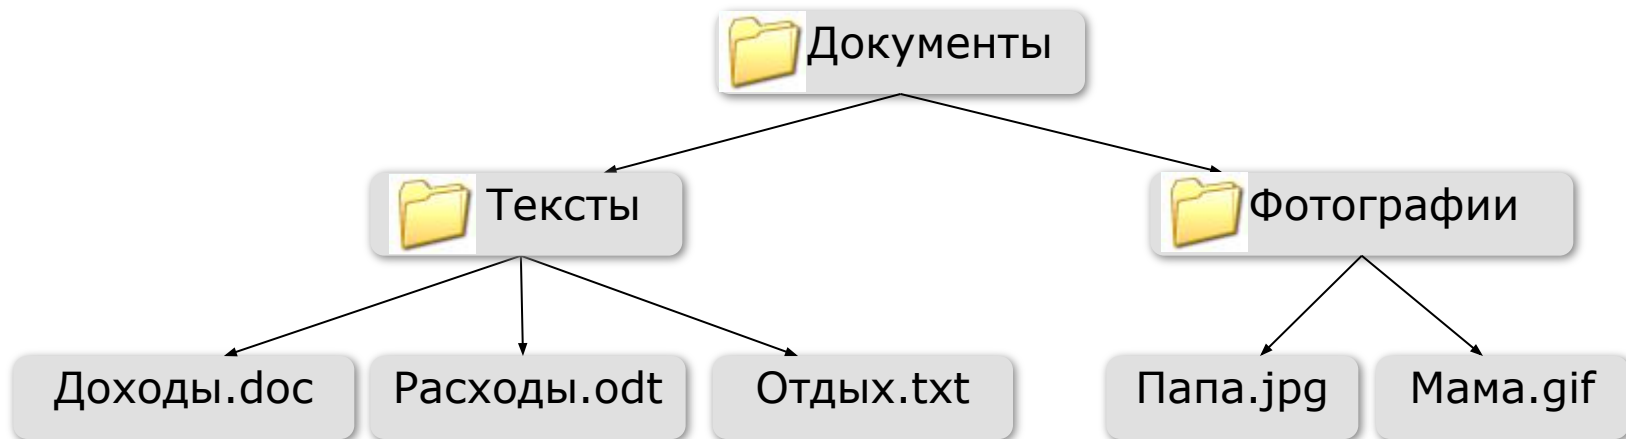 Документы
Тексты
Фотографии
Доходы.doc
Расходы.odt
Отдых.txt
Папа.jpg
Мама.gif